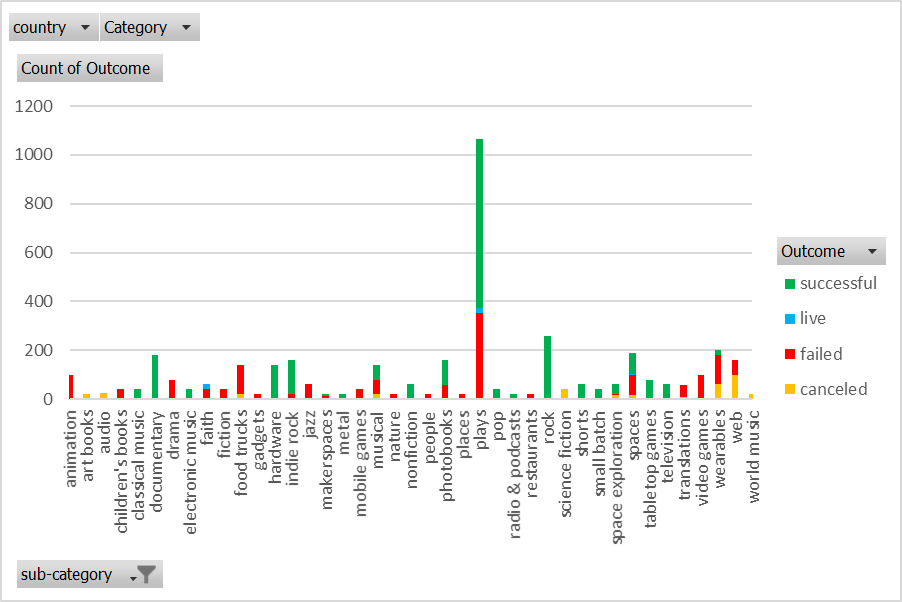 country Category
Count of Outcome
1200
1000
800
600
400
200
0
animation
art books
audio
children's books
classical music
documentary
drama
electronic music
faith
fiction
food trucks
gadgets
hardware
indie rock
jazz
makerspaces
metal
mobile games
musical
nature
nonfiction
people
photobooks
places
plays
pop
radio & podcasts
restaurants
rock
science fiction
shorts
small batch
space exploration
spaces
tabletop games
television
translations
video games
wearables
web
world music
Outcome
successful
live
failed
canceled
sub-category